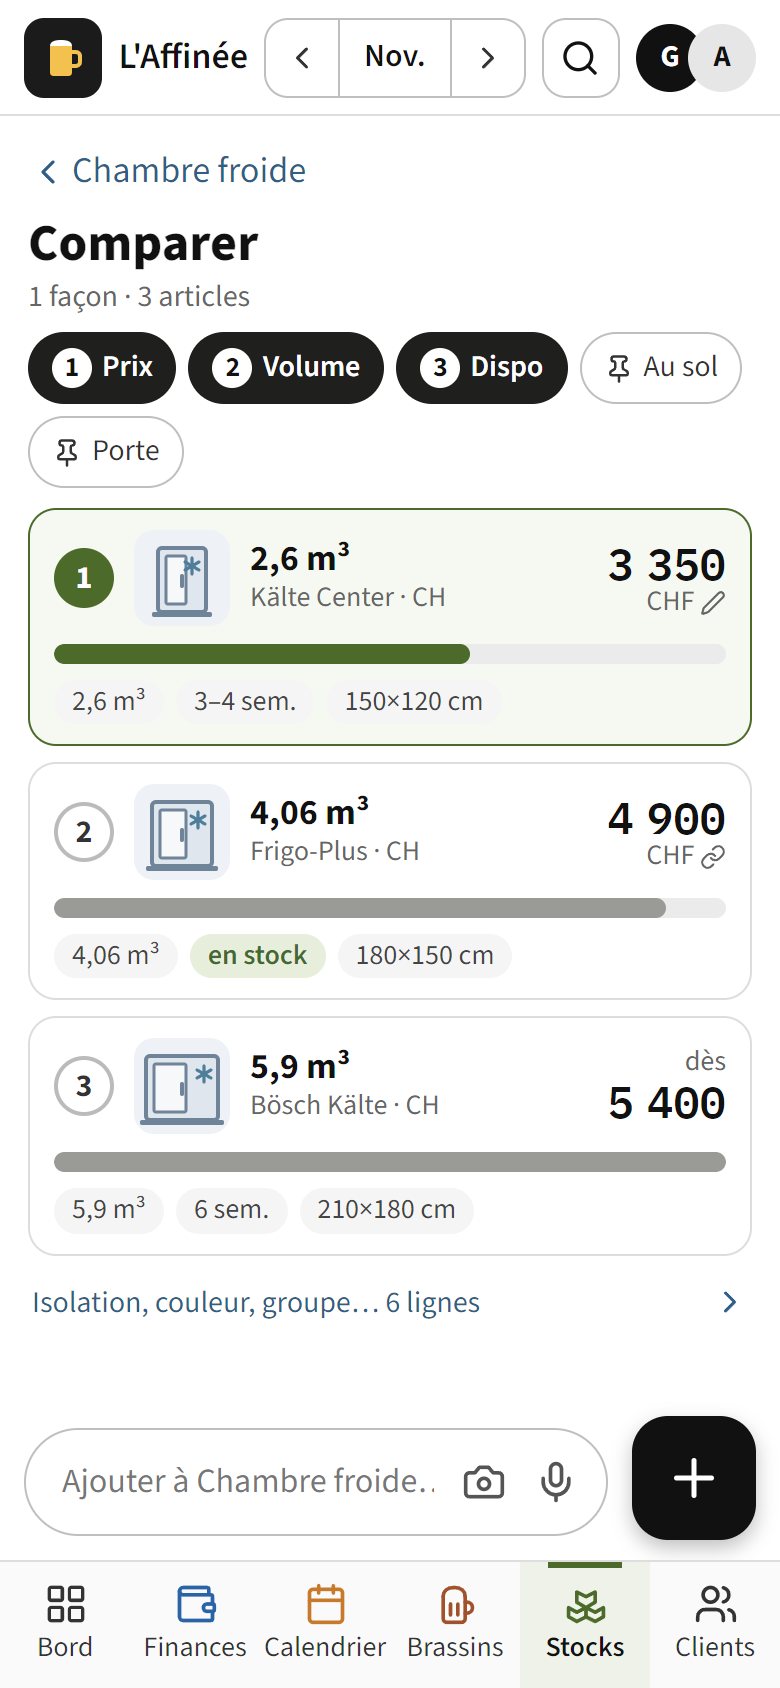 L'Affinée Nov. G A
Chambre froide
Comparer
1 façon · 3 articles
1 Prix 2 Volume 3 Dispo Au sol
Porte
1 2,6 m³ 3 350
Kälte Center · CH CHF
2,6 m³ 3–4 sem. 150×120 cm
2 4,06 m³ 4 900
Frigo-Plus · CH CHF
4,06 m³ en stock 180×150 cm
dès
3 5,9 m³ 5 400
Bösch Kälte · CH
5,9 m³ 6 sem. 210×180 cm
Isolation, couleur, groupe… 6 lignes
Ajouter à Chambre froide..
Bord Finances Calendrier Brassins Stocks Clients